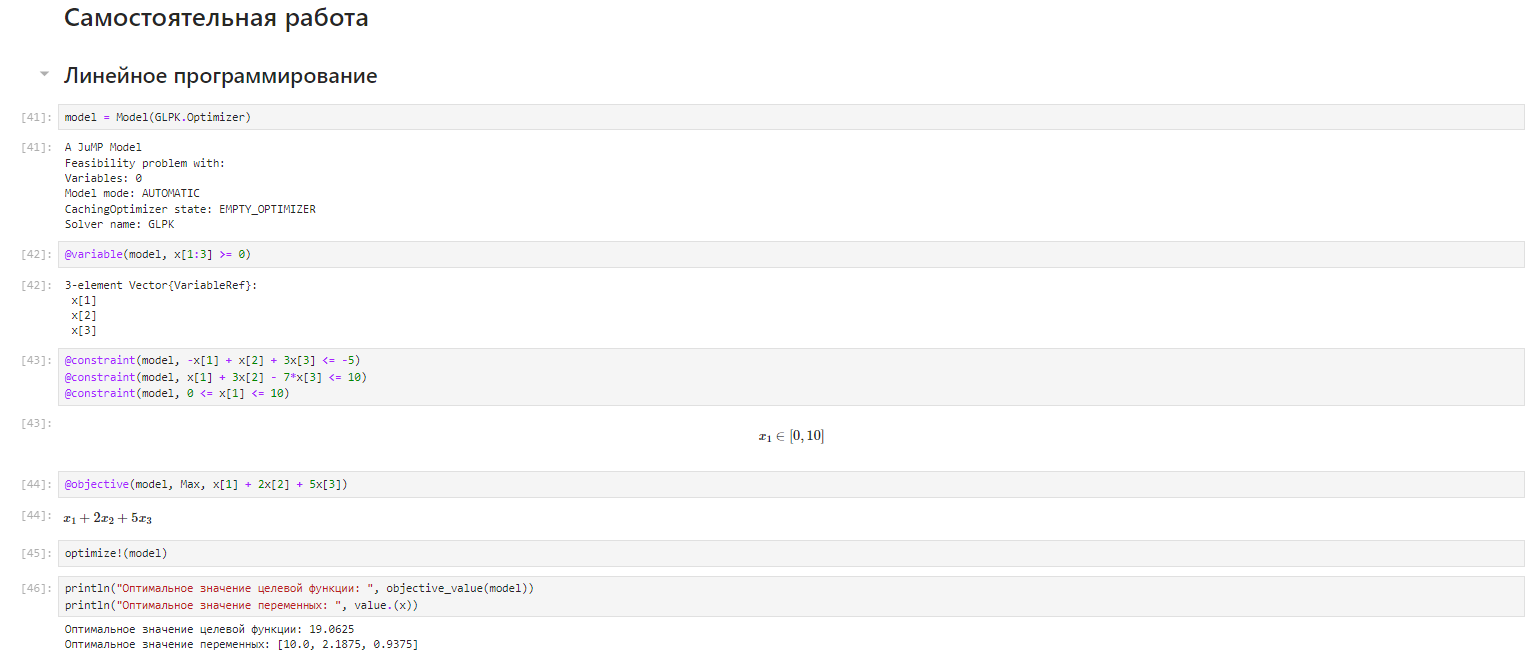 Самостоятельная работа
Линейное программирование
[41]: model = Model(GLPK.Optimizer)
[41]: A JuMP Model
Feasibility problem with:
Variables: 0
Model mode: AUTOMATIC
CachingOptimizer state: EMPTY_OPTIMIZER
Solver name: GLPK
[42]: @variable(model, x[1:3] >= 0)
[42]: 3-element Vector{VariableRef}:
x[1]
x[2]
x[3]
[43]: @constraint(model, -x[1] + x[2] + 3x[3] <= -5)
@constraint(model, x[1] + 3x[2] - 7*x[3] <= 10)
@constraint(model, 0 <= x[1] <= 10)
[43]:
x₁ ∈ [0, 10]
[44]: @objective(model, Max, x[1] + 2x[2] + 5x[3])
[44]: x₁ + 2x₂ + 5x₃
[45]: optimize!(model)
[46]: println("Оптимальное значение целевой функции: ", objective_value(model))
println("Оптимальное значение переменных: ", value.(x))
Оптимальное значение целевой функции: 19.0625
Оптимальное значение переменных: [10.0, 2.1875, 0.9375]